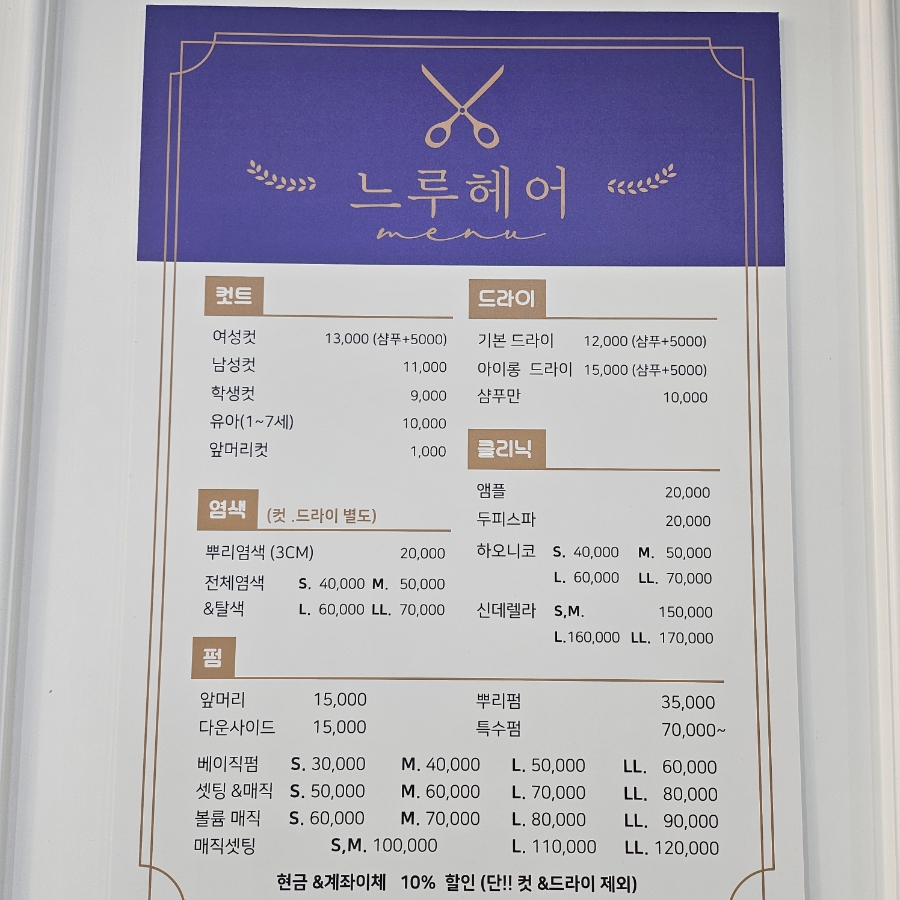 느루헤어
menu
컷트
여성컷 13,000 (샴푸+5000)
남성컷 11,000
학생컷 9,000
유아(1~7세) 10,000
앞머리컷 1,000
드라이
기본 드라이 12,000 (샴푸+5000)
아이롱 드라이 15,000 (샴푸+5000)
샴푸만 10,000
클리닉
앰플 20,000
두피스파 20,000
하오니코 S. 40,000 M. 50,000
L. 60,000 LL. 70,000
신데렐라 S,M. 150,000
L.160,000 LL. 170,000
염색 (컷 .드라이 별도)
뿌리염색 (3CM) 20,000
전체염색 S. 40,000 M. 50,000
&탈색 L. 60,000 LL. 70,000
펌
앞머리 15,000 뿌리펌 35,000
다운사이드 15,000 특수펌 70,000~
베이직펌 S. 30,000 M. 40,000 L. 50,000 LL. 60,000
셋팅 &매직 S. 50,000 M. 60,000 L. 70,000 LL. 80,000
볼륨 매직 S. 60,000 M. 70,000 L. 80,000 LL. 90,000
매직셋팅 S,M. 100,000 L. 110,000 LL. 120,000
현금 &계좌이체 10% 할인 (단!! 컷 &드라이 제외)